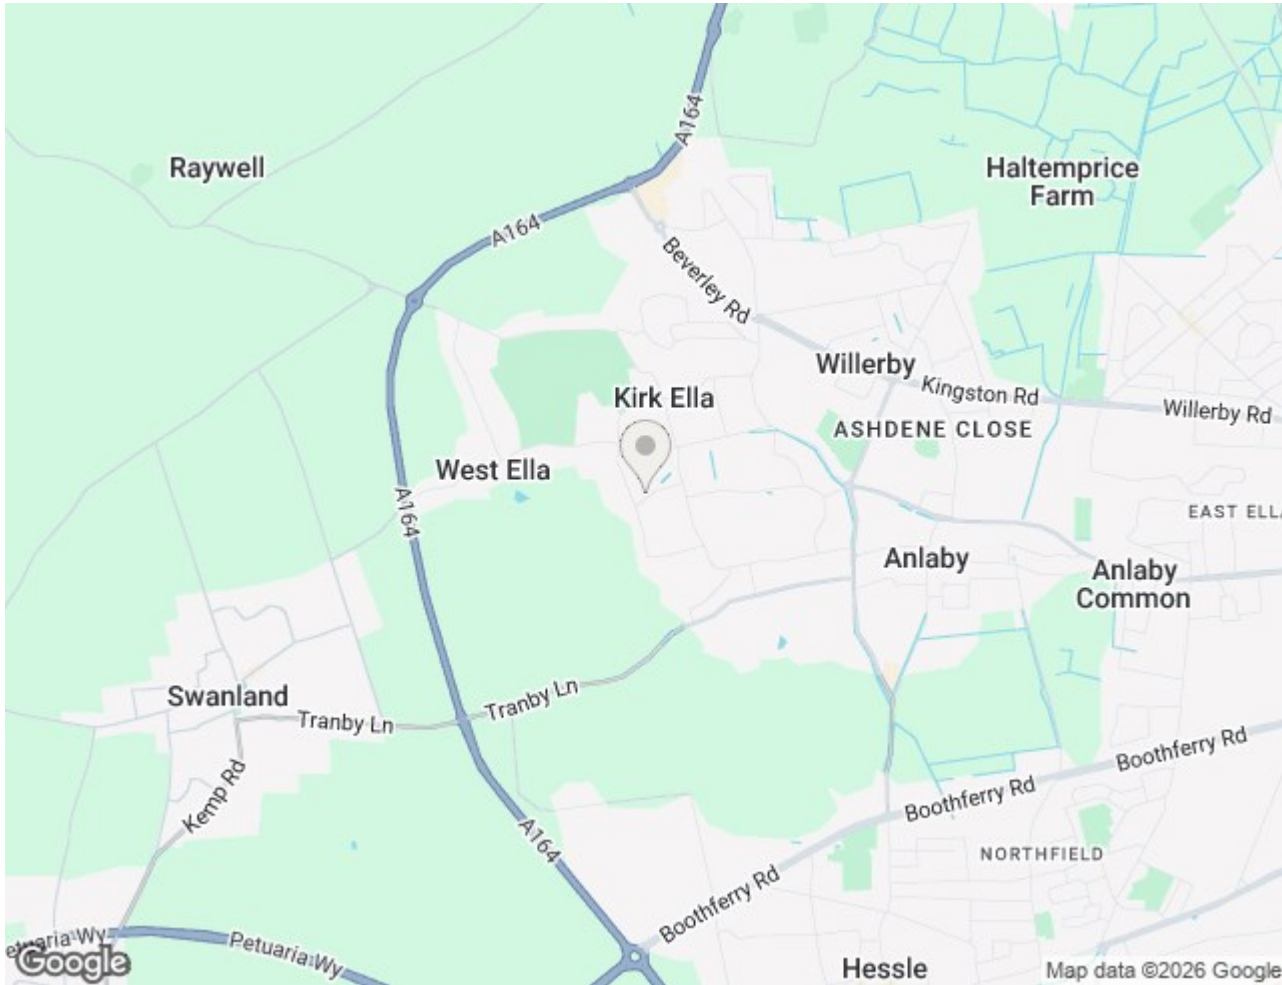 A164
Raywell
Haltemprice
Farm
A164
Beverley Rd
Willerby
Kingston Rd
Willerby Rd
Kirk Ella
ASHDENE CLOSE
West Ella
A164
EAST ELLA
Anlaby
Anlaby
Common
Swanland
Tranby Ln
Tranby Ln
Boothferry Rd
Kemp Rd
Boothferry Rd
A164
NORTHFIELD
Boothferry Rd
Petuaria Wy
Petuaria Wy
Google
Hessle
Map data ©2026 Google